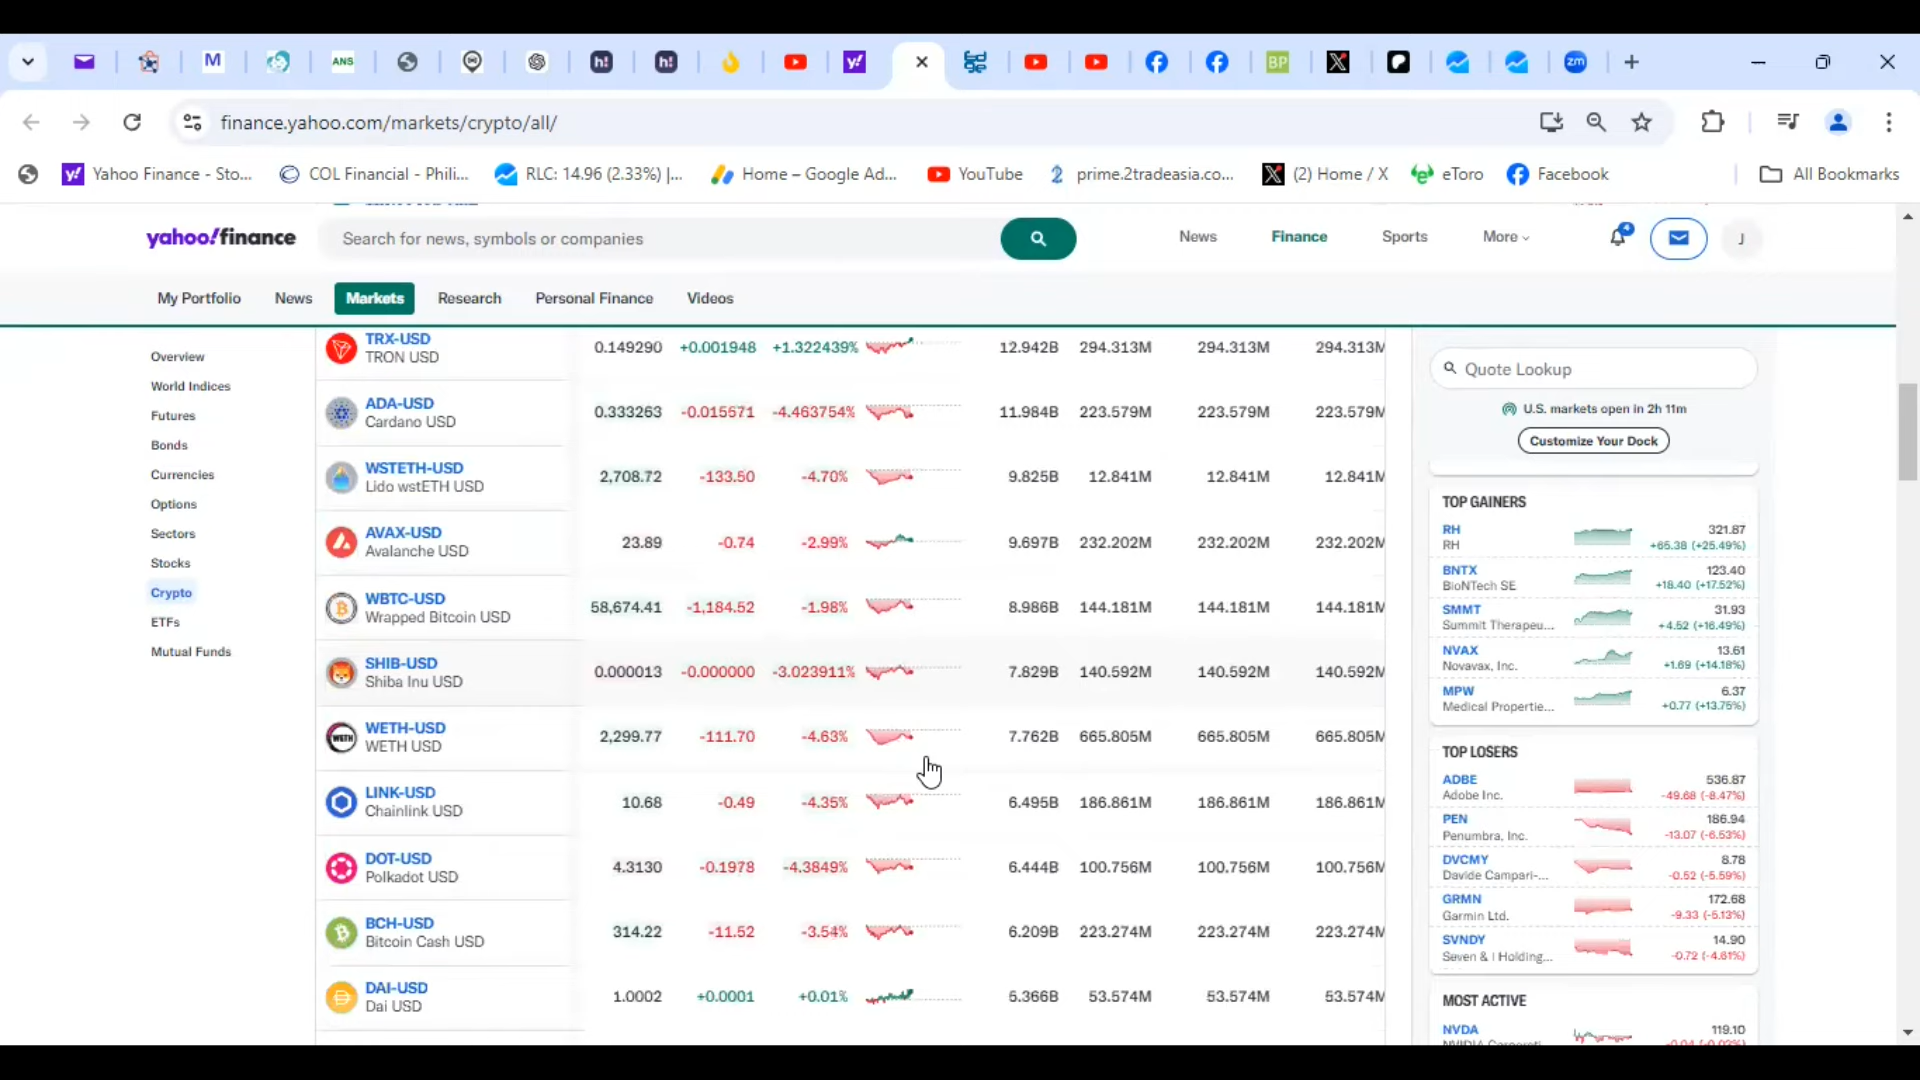 M
ANS
h!
h!
y!
BP
zm
finance.yahoo.com/markets/crypto/all/
Yahoo Finance - Sto...
COL Financial - Phili...
RLC: 14.96 (2.33%) |...
Home – Google Ad...
YouTube
prime.2tradeasia.co...
(2) Home / X
eToro
Facebook
All Bookmarks
yahoo!finance
Search for news, symbols or companies
News
Finance
Sports
More
4
J
My Portfolio
News
Markets
Research
Personal Finance
Videos
Overview
World Indices
Futures
Bonds
Currencies
Options
Sectors
Stocks
Crypto
ETFs
Mutual Funds
TRX-USD
TRON USD
0.149290 +0.001948 +1.322439% 12.942B 294.313M 294.313M 294.313M
ADA-USD
Cardano USD
0.333263 -0.015571 -4.463754% 11.984B 223.579M 223.579M 223.579M
WSTETH-USD
Lido wstETH USD
2,708.72 -133.50 -4.70% 9.825B 12.841M 12.841M 12.841M
AVAX-USD
Avalanche USD
23.89 -0.74 -2.99% 9.697B 232.202M 232.202M 232.202M
WBTC-USD
Wrapped Bitcoin USD
58,674.41 -1,184.52 -1.98% 8.986B 144.181M 144.181M 144.181M
SHIB-USD
Shiba Inu USD
0.000013 -0.000000 -3.023911% 7.829B 140.592M 140.592M 140.592M
WETH-USD
WETH USD
2,299.77 -111.70 -4.63% 7.762B 665.805M 665.805M 665.805M
LINK-USD
Chainlink USD
10.68 -0.49 -4.35% 6.495B 186.861M 186.861M 186.861M
DOT-USD
Polkadot USD
4.3130 -0.1978 -4.3849% 6.444B 100.756M 100.756M 100.756M
BCH-USD
Bitcoin Cash USD
314.22 -11.52 -3.54% 6.209B 223.274M 223.274M 223.274M
DAI-USD
Dai USD
1.0002 +0.0001 +0.01% 5.366B 53.574M 53.574M 53.574M
Quote Lookup
U.S. markets open in 2h 11m
Customize Your Dock
TOP GAINERS
RH 321.87
RH +65.38 (+25.49%)
BNTX 123.40
BioNTech SE +18.40 (+17.52%)
SMMT 31.93
Summit Therapeu... +4.52 (+16.49%)
NVAX 13.61
Novavax, Inc. +1.69 (+14.18%)
MPW 6.37
Medical Propertie... +0.77 (+13.75%)
TOP LOSERS
ADBE 536.87
Adobe Inc. -49.68 (-8.47%)
PEN 186.94
Penumbra, Inc. -13.07 (-6.53%)
DVCMY 8.78
Davide Campari-... -0.52 (-5.59%)
GRMN 172.68
Garmin Ltd. -9.33 (-5.13%)
SVNDY 14.90
Seven & I Holding... -0.72 (-4.61%)
MOST ACTIVE
NVDA 119.10